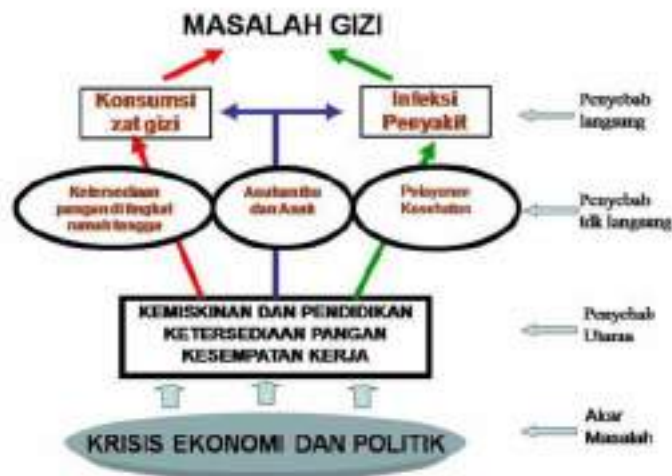 MASALAH GIZI
Konsumsi
zat gizi
Infeksi
Penyakit
Penyebab
langsung
Ketersediaan
pangan di tingkat
rumah tangga
Asuhan Ibu
dan Anak
Pelayanan
Kesehatan
Penyebab
tdk langsung
KEMISKINAN DAN PENDIDIKAN
KETERSEDIAAN PANGAN
KESEMPATAN KERJA
Penyebab
Utama
KRISIS EKONOMI DAN POLITIK
Akar
Masalah